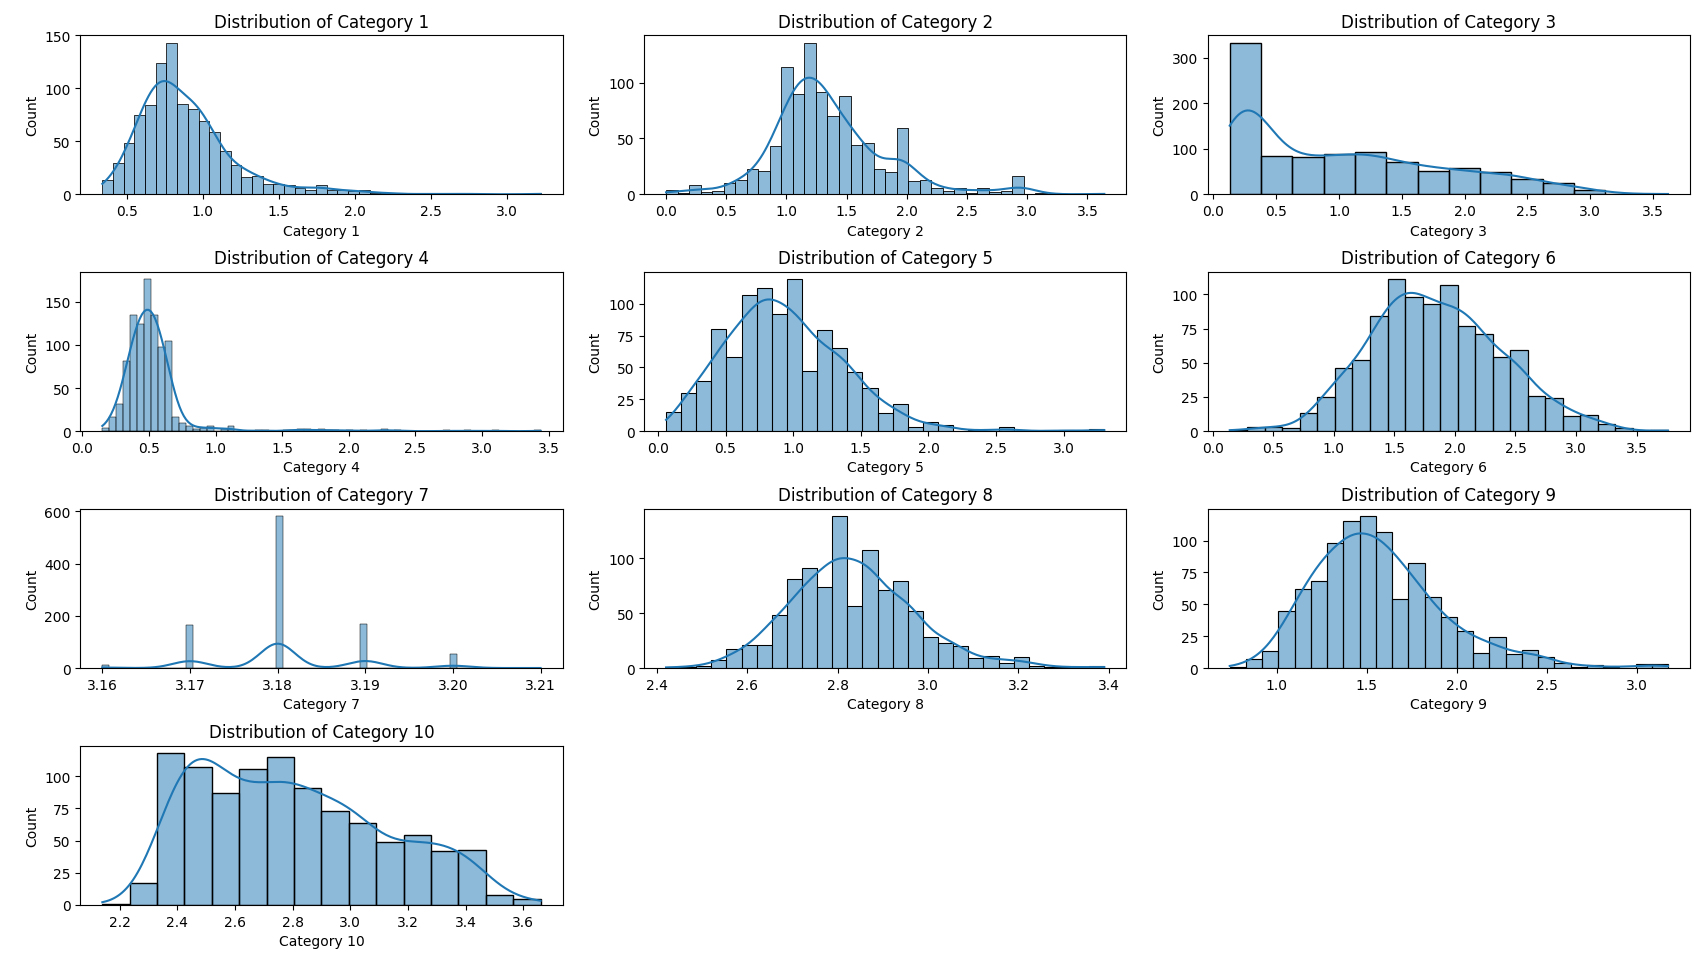 Distribution of Category 1
Count
150
100
50
0
0.5 1.0 1.5 2.0 2.5 3.0
Category 1
Distribution of Category 2
Count
100
50
0
0.0 0.5 1.0 1.5 2.0 2.5 3.0 3.5
Category 2
Distribution of Category 3
Count
300
200
100
0
0.0 0.5 1.0 1.5 2.0 2.5 3.0 3.5
Category 3
Distribution of Category 4
Count
150
100
50
0
0.0 0.5 1.0 1.5 2.0 2.5 3.0 3.5
Category 4
Distribution of Category 5
Count
100
75
50
25
0
0.0 0.5 1.0 1.5 2.0 2.5 3.0
Category 5
Distribution of Category 6
Count
100
75
50
25
0
0.0 0.5 1.0 1.5 2.0 2.5 3.0 3.5
Category 6
Distribution of Category 7
Count
600
400
200
0
3.16 3.17 3.18 3.19 3.20 3.21
Category 7
Distribution of Category 8
Count
100
50
0
2.4 2.6 2.8 3.0 3.2 3.4
Category 8
Distribution of Category 9
Count
100
75
50
25
0
1.0 1.5 2.0 2.5 3.0
Category 9
Distribution of Category 10
Count
100
75
50
25
0
2.2 2.4 2.6 2.8 3.0 3.2 3.4 3.6
Category 10